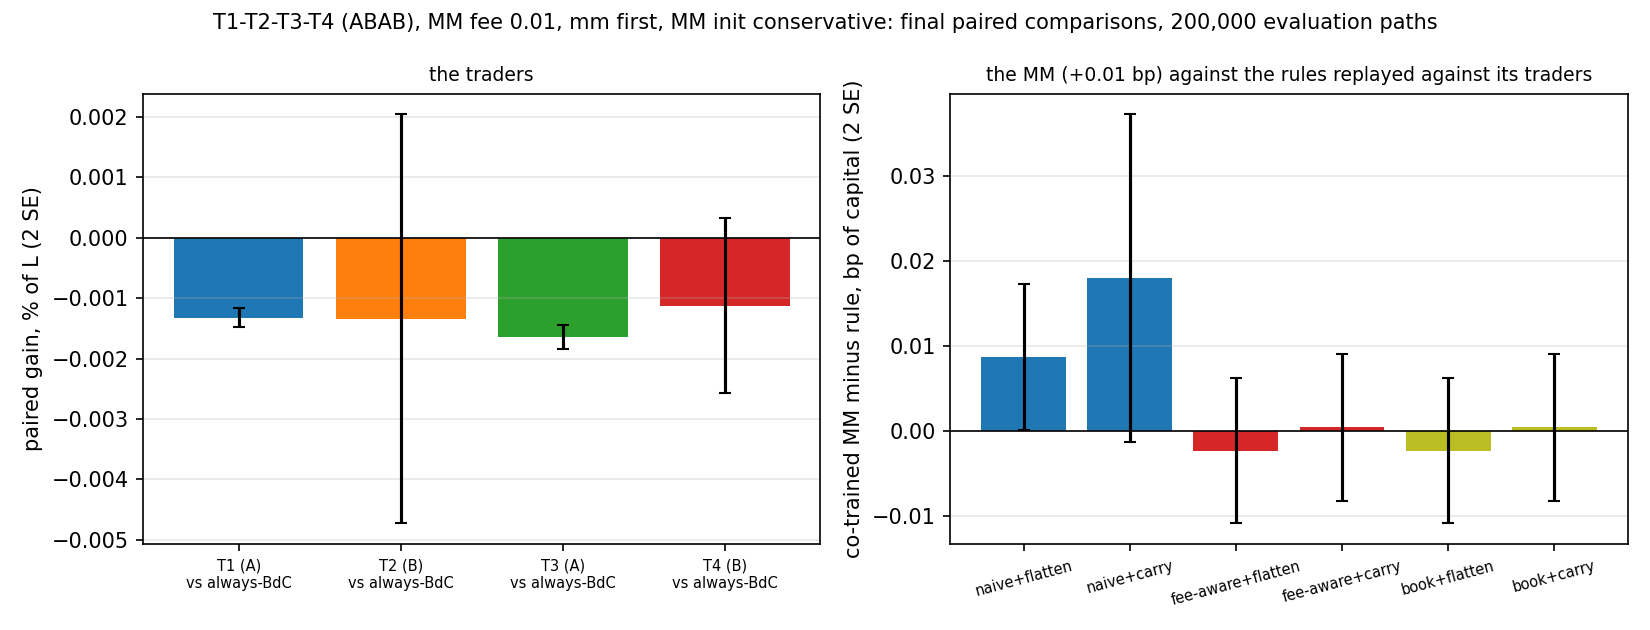 T1-T2-T3-T4 (ABAB), MM fee 0.01, mm first, MM init conservative: final paired comparisons, 200,000 evaluation paths
the traders
paired gain, % of L (2 SE)
0.002
0.001
0.000
−0.001
−0.002
−0.003
−0.004
−0.005
T1 (A)
vs always-BdC
T2 (B)
vs always-BdC
T3 (A)
vs always-BdC
T4 (B)
vs always-BdC
the MM (+0.01 bp) against the rules replayed against its traders
co-trained MM minus rule, bp of capital (2 SE)
0.03
0.02
0.01
0.00
−0.01
naive+flatten
naive+carry
fee-aware+flatten
fee-aware+carry
book+flatten
book+carry